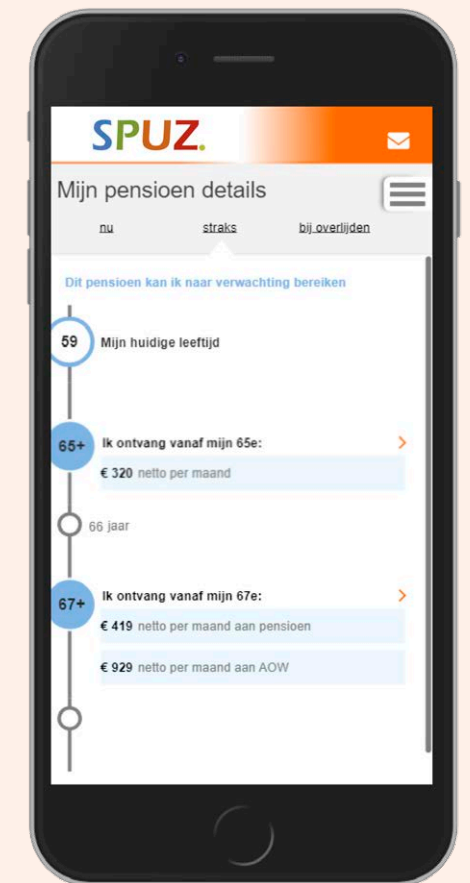 SPUZ.
Mijn pensioen details
nu straks bij overlijden
Dit pensioen kan ik naar verwachting bereiken
59 Mijn huidige leeftijd
65+ Ik ontvang vanaf mijn 65e:
€ 320 netto per maand
66 jaar
67+ Ik ontvang vanaf mijn 67e:
€ 419 netto per maand aan pensioen
€ 929 netto per maand aan AOW